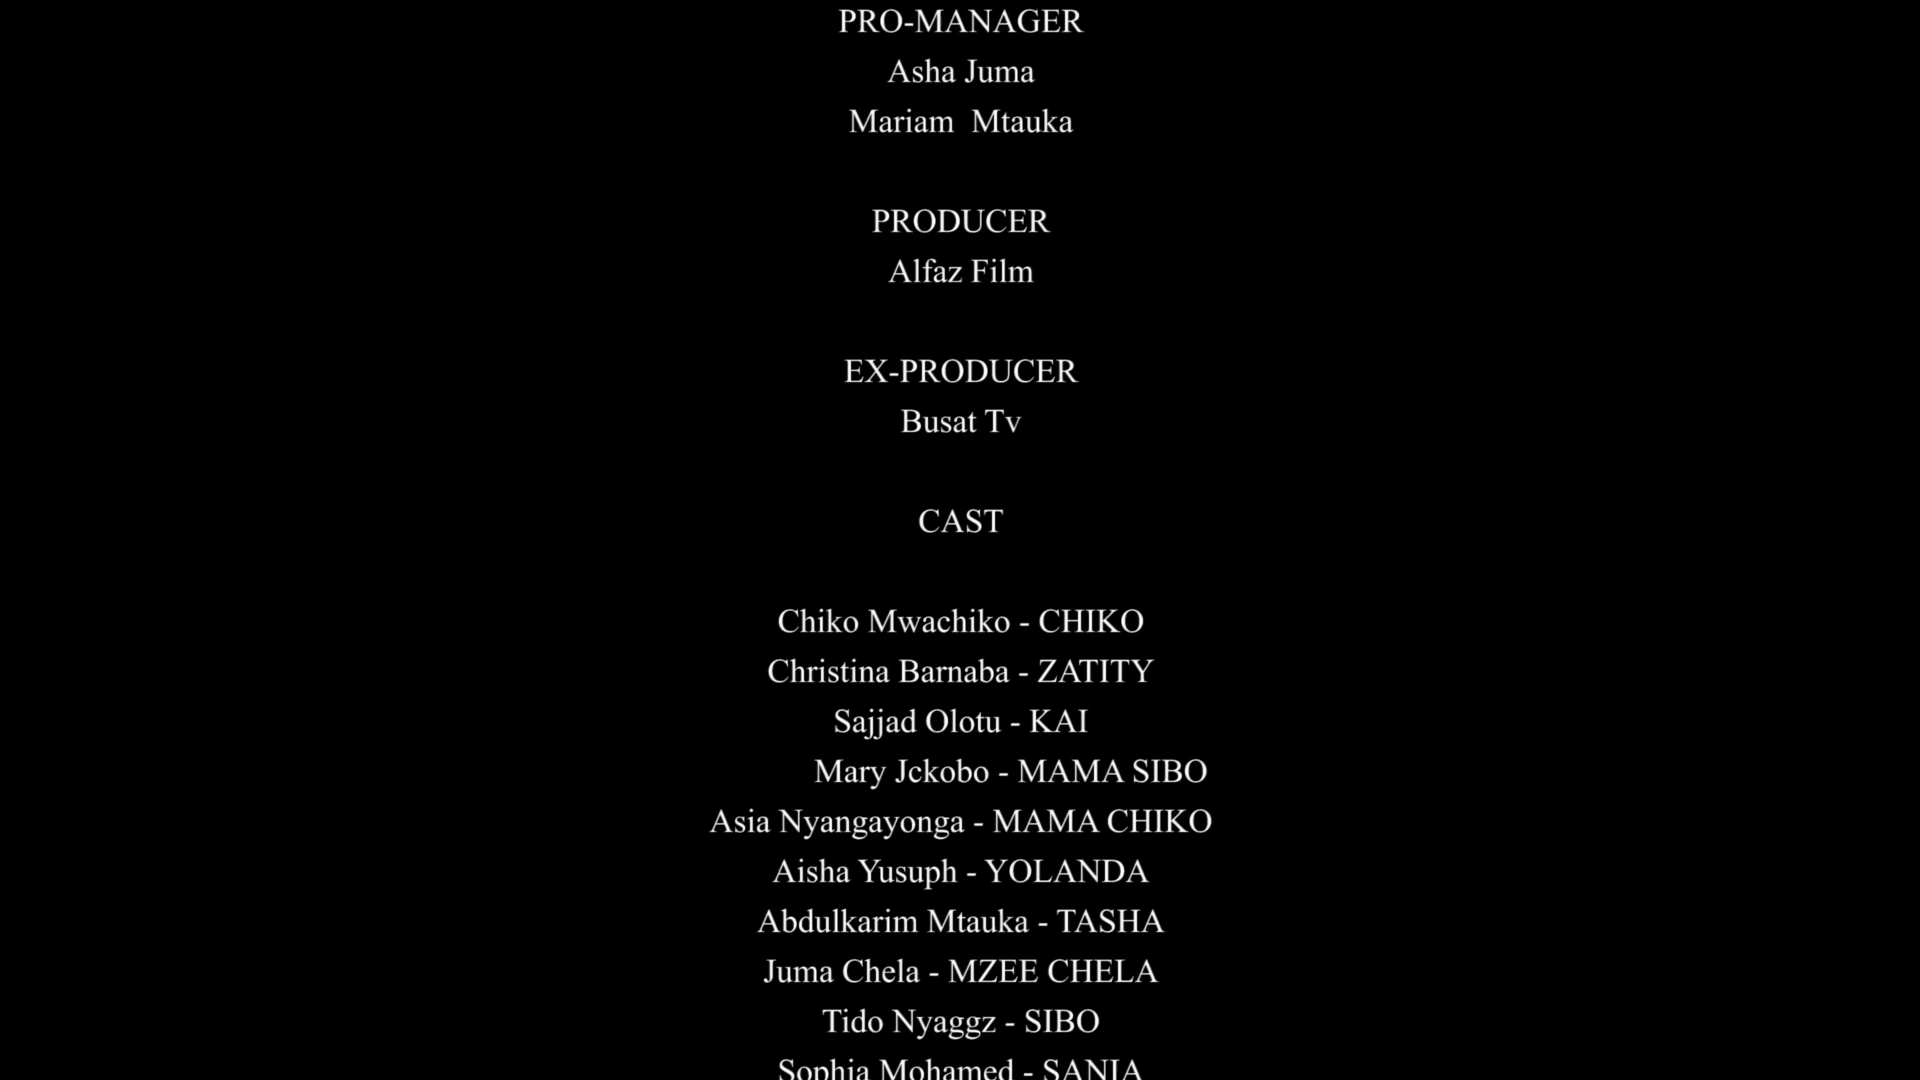 PRO-MANAGER
Asha Juma
Mariam  Mtauka
PRODUCER
Alfaz Film
EX-PRODUCER
Busat Tv
CAST
Chiko Mwachiko - CHIKO
Christina Barnaba - ZATITY
Sajjad Olotu - KAI
Mary Jckobo - MAMA SIBO
Asia Nyangayonga - MAMA CHIKO
Aisha Yusuph - YOLANDA
Abdulkarim Mtauka - TASHA
Juma Chela - MZEE CHELA
Tido Nyaggz - SIBO
Sophia Mohamed - SANIA